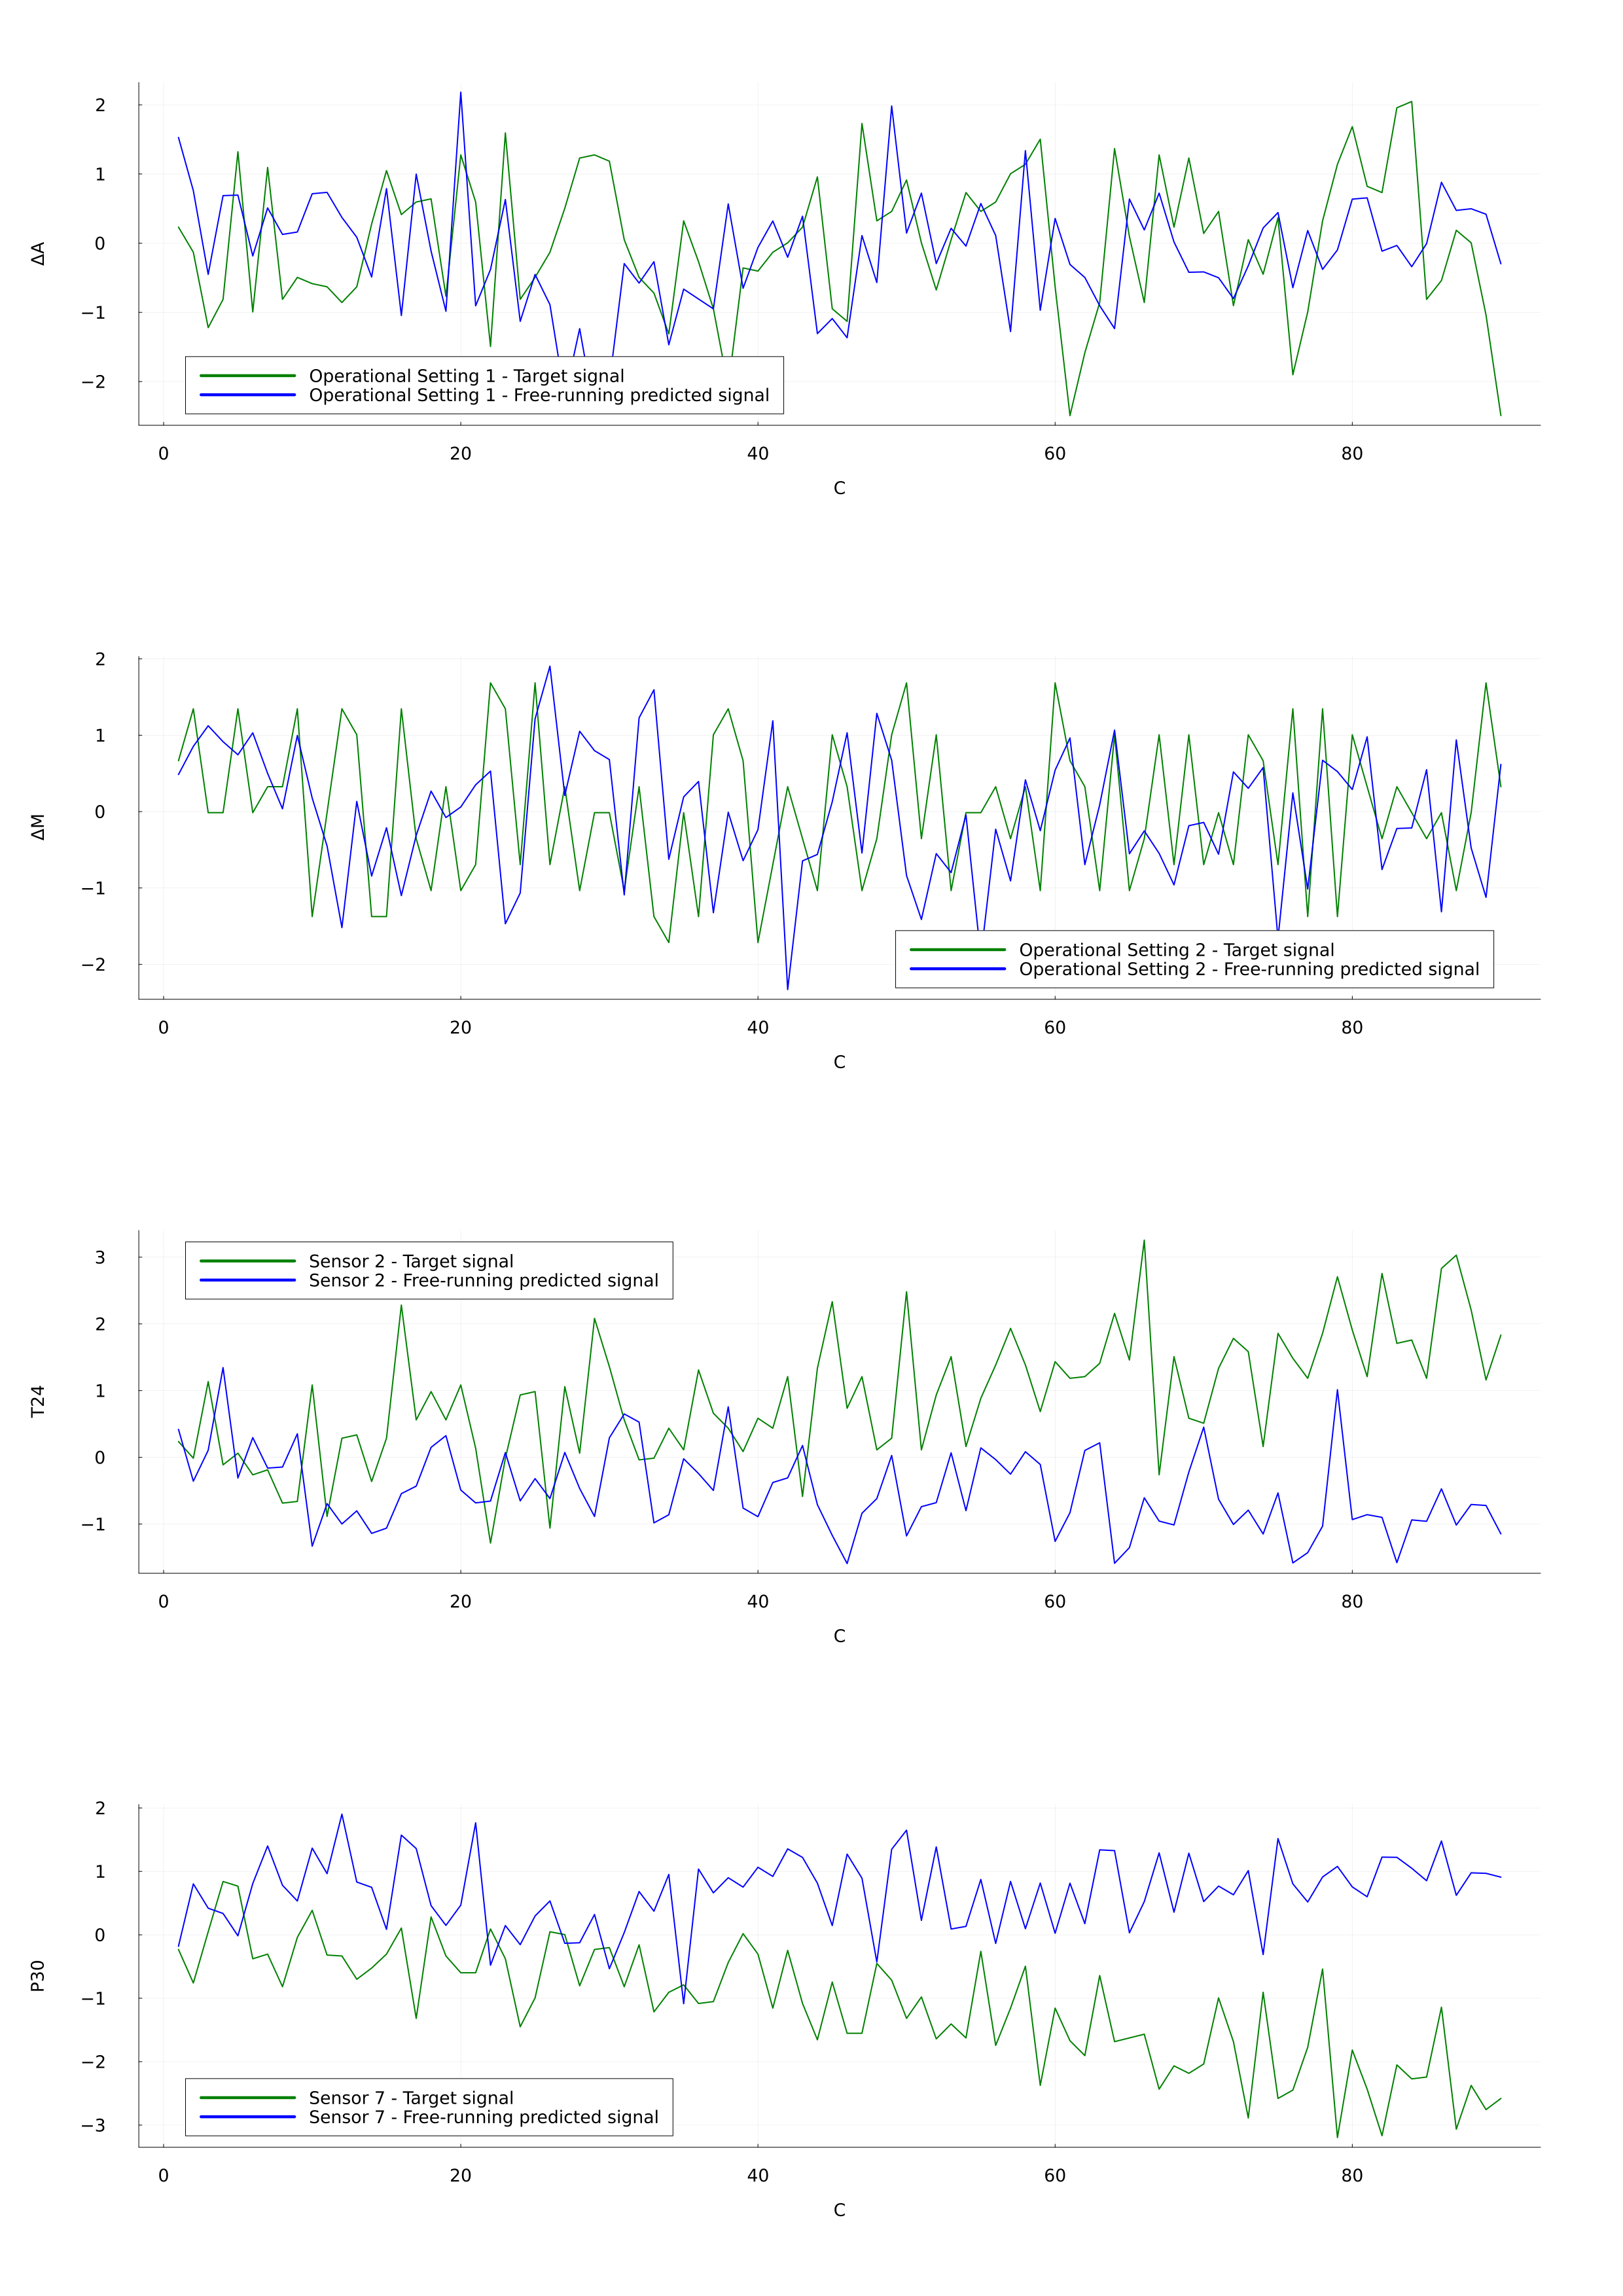 2
1
0
−1
−2
ΔA
Operational Setting 1 - Target signal
Operational Setting 1 - Free-running predicted signal
0 20 40 60 80
C
2
1
0
−1
−2
ΔM
Operational Setting 2 - Target signal
Operational Setting 2 - Free-running predicted signal
0 20 40 60 80
C
3
2
1
0
−1
T24
Sensor 2 - Target signal
Sensor 2 - Free-running predicted signal
0 20 40 60 80
C
2
1
0
−1
−2
−3
P30
Sensor 7 - Target signal
Sensor 7 - Free-running predicted signal
0 20 40 60 80
C